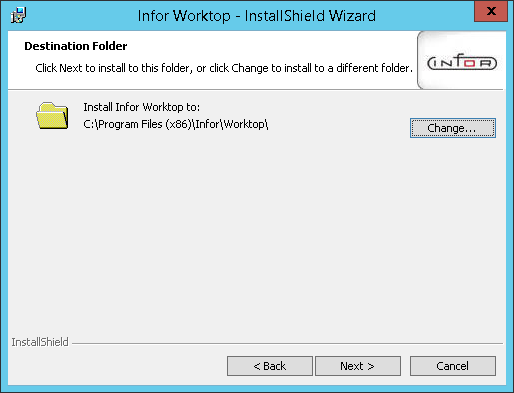 Infor Worktop - InstallShield Wizard
x
Destination Folder
Click Next to install to this folder, or click Change to install to a different folder.
INFOR
Install Infor Worktop to:
C:\Program Files (x86)\Infor\Worktop\
Change...
InstallShield
< Back
Next >
Cancel